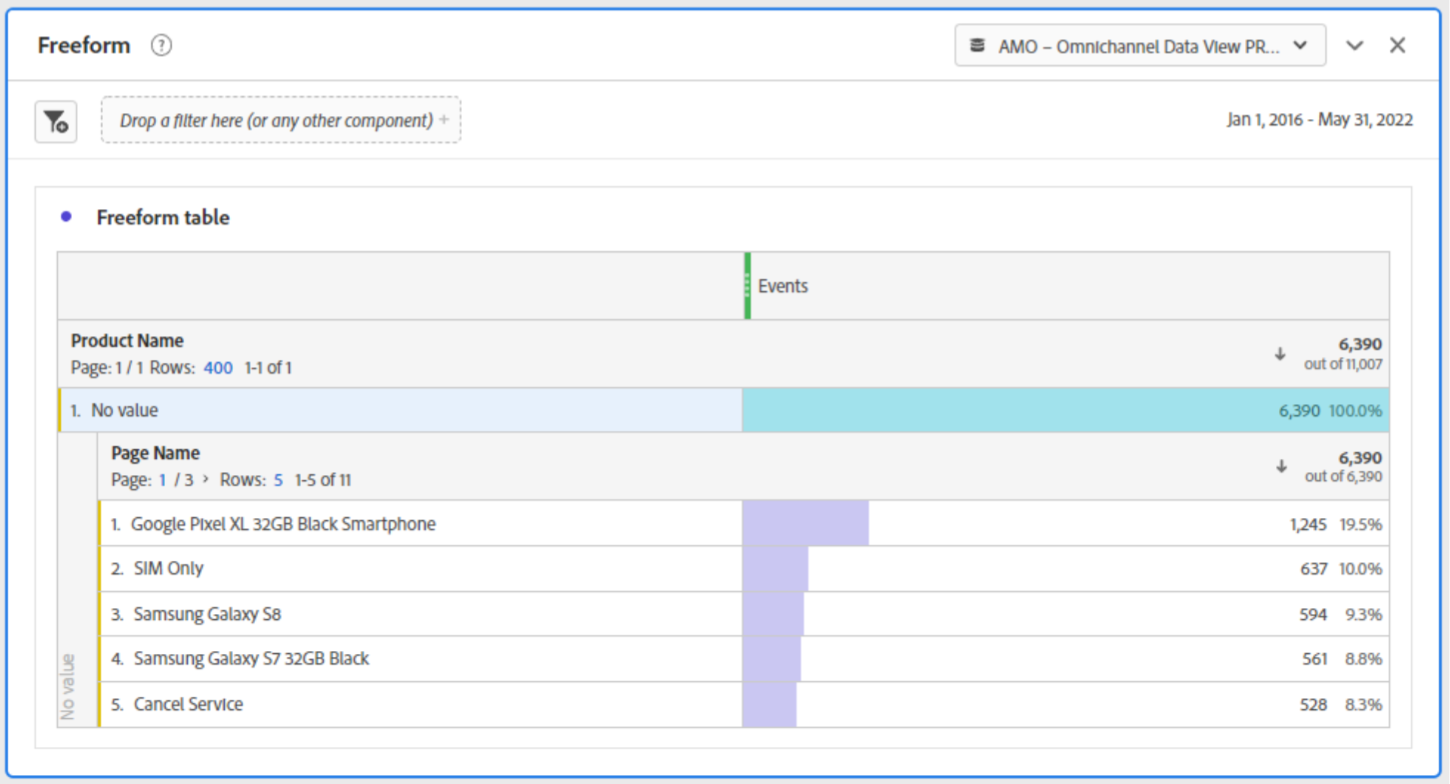 Freeform ?
AMO – Omnichannel Data View PR...
Drop a filter here (or any other component) +
Jan 1, 2016 - May 31, 2022
Freeform table
Events
Product Name
Page: 1 / 1 Rows: 400 1-1 of 1
6,390
out of 11,007
1. No value 6,390 100.0%
No value
Page Name
Page: 1 / 3 > Rows: 5 1-5 of 11
6,390
out of 6,390
1. Google Pixel XL 32GB Black Smartphone 1,245 19.5%
2. SIM Only 637 10.0%
3. Samsung Galaxy S8 594 9.3%
4. Samsung Galaxy S7 32GB Black 561 8.8%
5. Cancel Service 528 8.3%